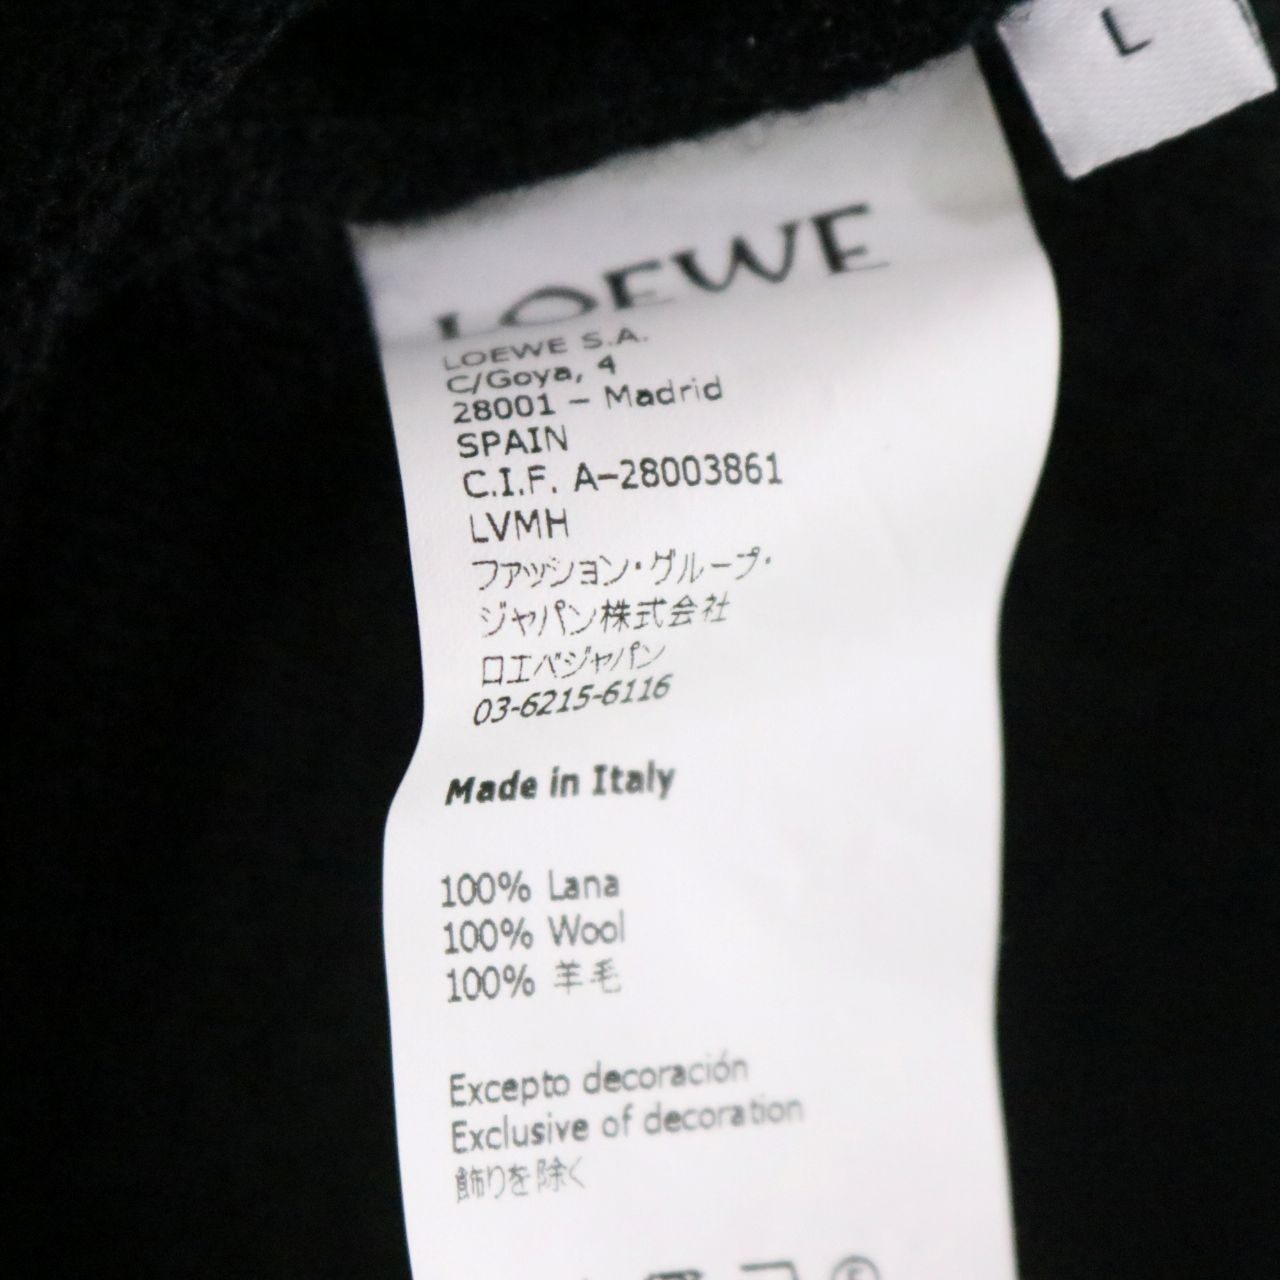 L
LOEWE
LOEWE S.A.
C/Goya, 4
28001 - Madrid
SPAIN
C.I.F. A-28003861
LVMH
ファッション・グループ・
ジャパン株式会社
ロエベジャパン
03-6215-6116
Made in Italy
100% Lana
100% Wool
100% 羊毛
Excepto decoración
Exclusive of decoration
飾りを除く